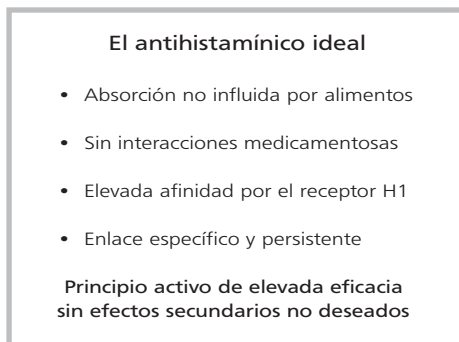 El antihistamínico ideal
• Absorción no influida por alimentos
• Sin interacciones medicamentosas
• Elevada afinidad por el receptor H1
• Enlace específico y persistente
Principio activo de elevada eficacia
sin efectos secundarios no deseados